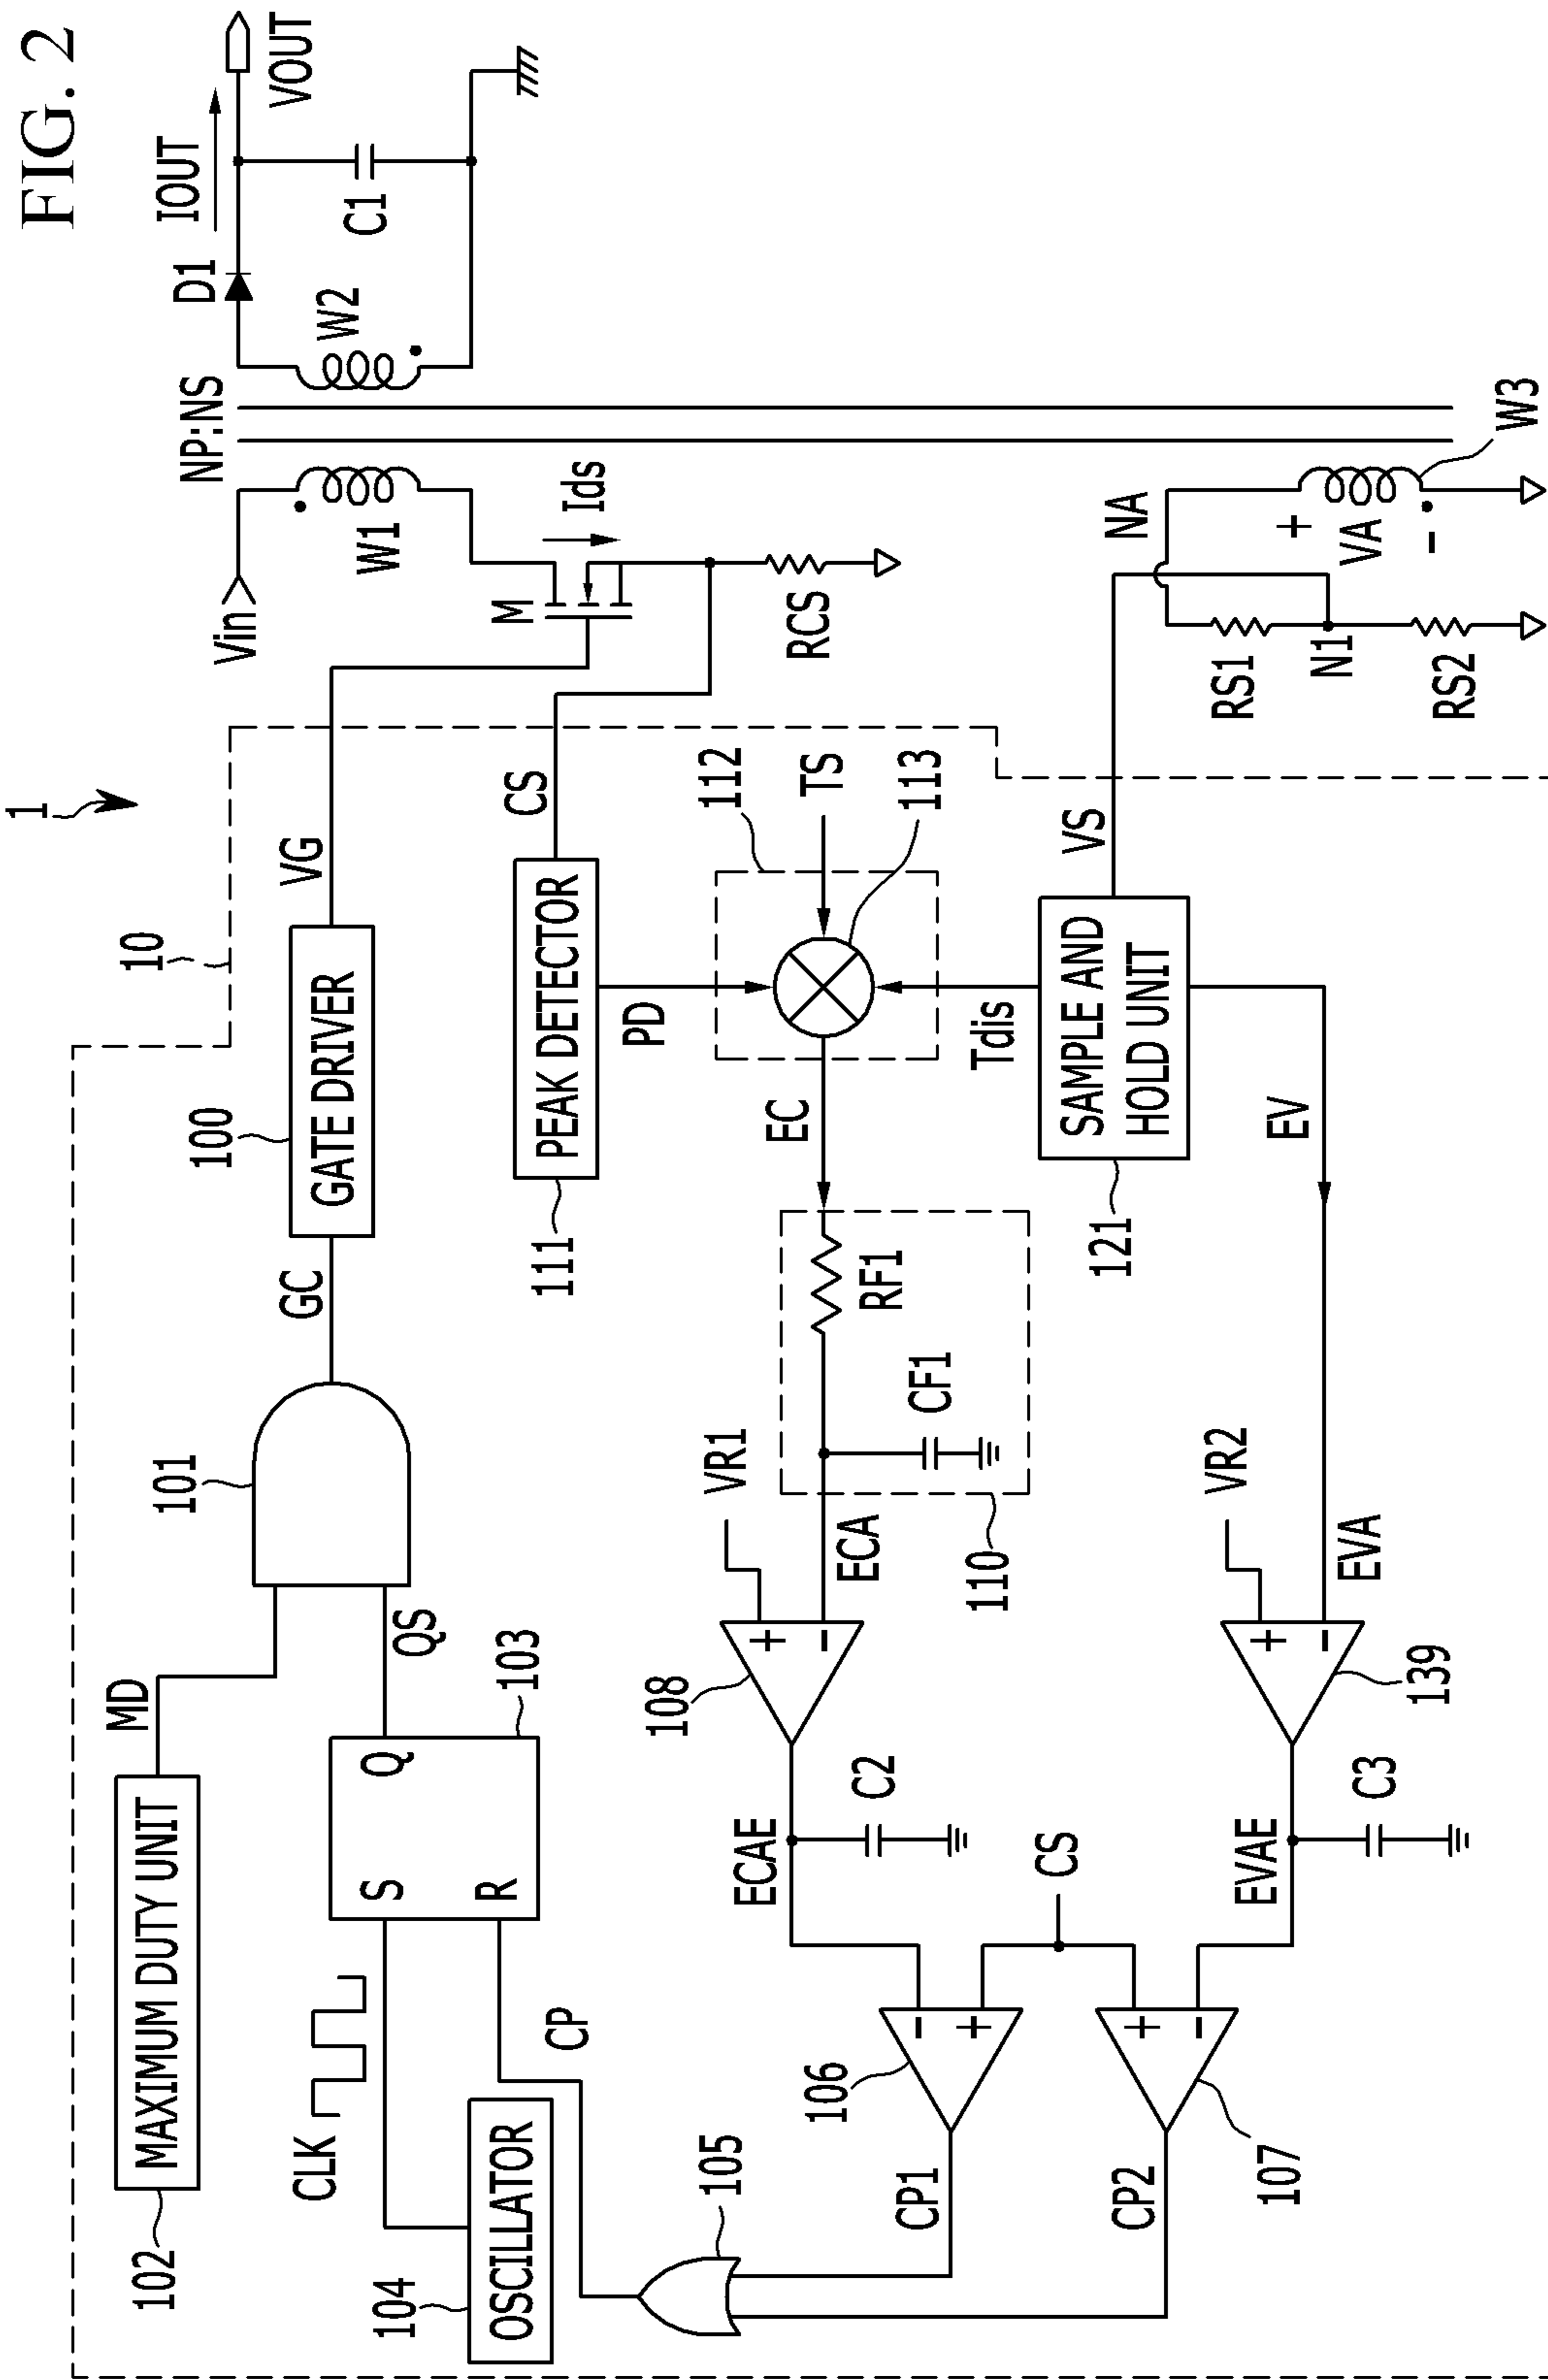 FIG. 2
1
10
Vin
NP:NS
W1
W2
D1
IOUT
VOUT
C1
M
Ids
RCS
MAXIMUM DUTY UNIT
102
MD
101
GC
100
GATE DRIVER
VG
CLK
S
Q
R
QS
103
104
OSCILLATOR
CP
105
PEAK DETECTOR
111
CS
PD
112
TS
113
EC
Tdis
RF1
CF1
110
VR1
ECA
+
-
108
ECAE
C2
106
-
+
CP1
CS
CP2
+
-
107
EVAE
C3
139
+
-
VR2
EVA
EV
SAMPLE AND
HOLD UNIT
121
VS
NA
RS1
N1
RS2
+
VA
-
W3